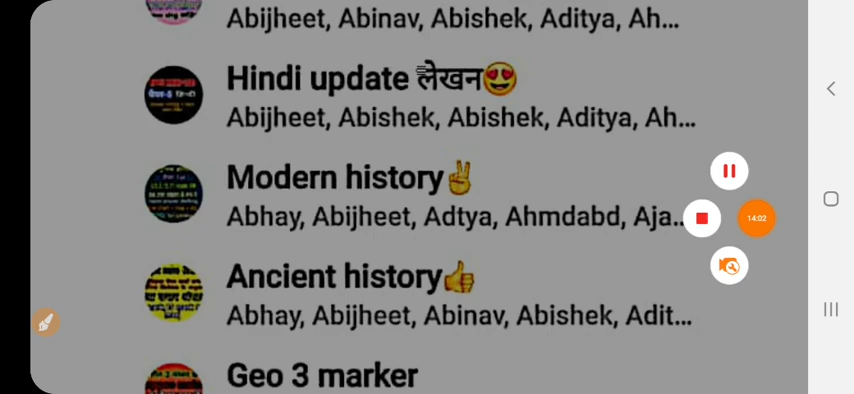 Abijheet, Abinav, Abishek, Aditya, Ah...
Hindi update लेखन😍
Abijheet, Abishek, Abishek, Aditya, Ah...
Modern history✌
Abhay, Abijheet, Adtya, Ahmdabd, Aja...
14:02
Ancient history👍
Abhay, Abijheet, Abinav, Abishek, Adit...
Geo 3 marker